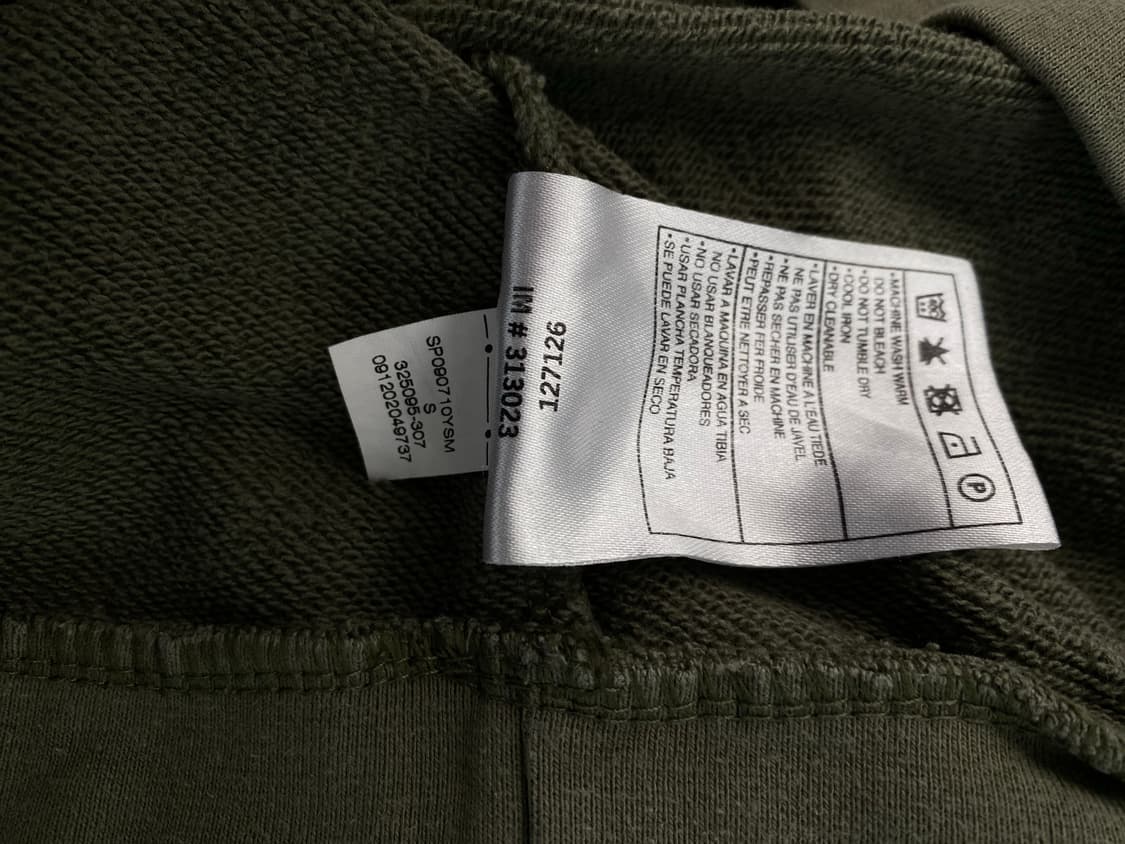 SP090710YSM
S
325095-307
091202049737
IM # 313023
127126
P
•MACHINE WASH WARM
DO NOT BLEACH
•DO NOT TUMBLE DRY
•COOL IRON
•DRY CLEANABLE
•LAVER EN MACHINE A L'EAU TIEDE
NE PAS UTILISER D'EAU DE JAVEL
•NE PAS SECHER EN MACHINE
•REPASSER FER FROIDE
•PEUT ETRE NETTOYER A SEC
•LAVAR A MAQUINA EN AGUA TIBIA
NO USAR BLANQUEADORES
•NO USAR SECADORA
•USAR PLANCHA TEMPERATURA BAJA
•SE PUEDE LAVAR EN SECO